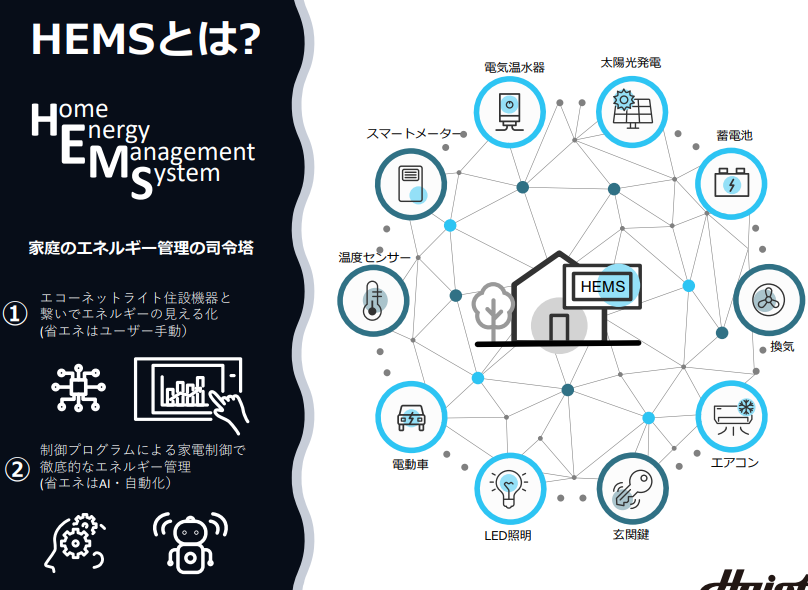 HEMSとは?
Home
Energy
Management
System
家庭のエネルギー管理の司令塔
①
エコーネットライト住設機器と
繋いでエネルギーの見える化
(省エネはユーザー手動)
②
制御プログラムによる家電制御で
徹底的なエネルギー管理
(省エネはAI・自動化)
電気温水器
太陽光発電
スマートメーター
蓄電池
温度センサー
HEMS
換気
電動車
エアコン
LED照明
玄関鍵